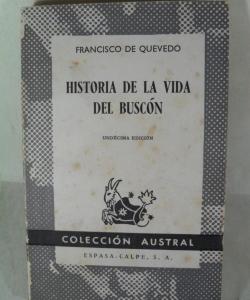 FRANCISCO DE QUEVEDO
HISTORIA DE LA VIDA
DEL BUSCÓN
UNDÉCIMA EDICIÓN
COLECCIÓN AUSTRAL
ESPASA-CALPE, S. A.